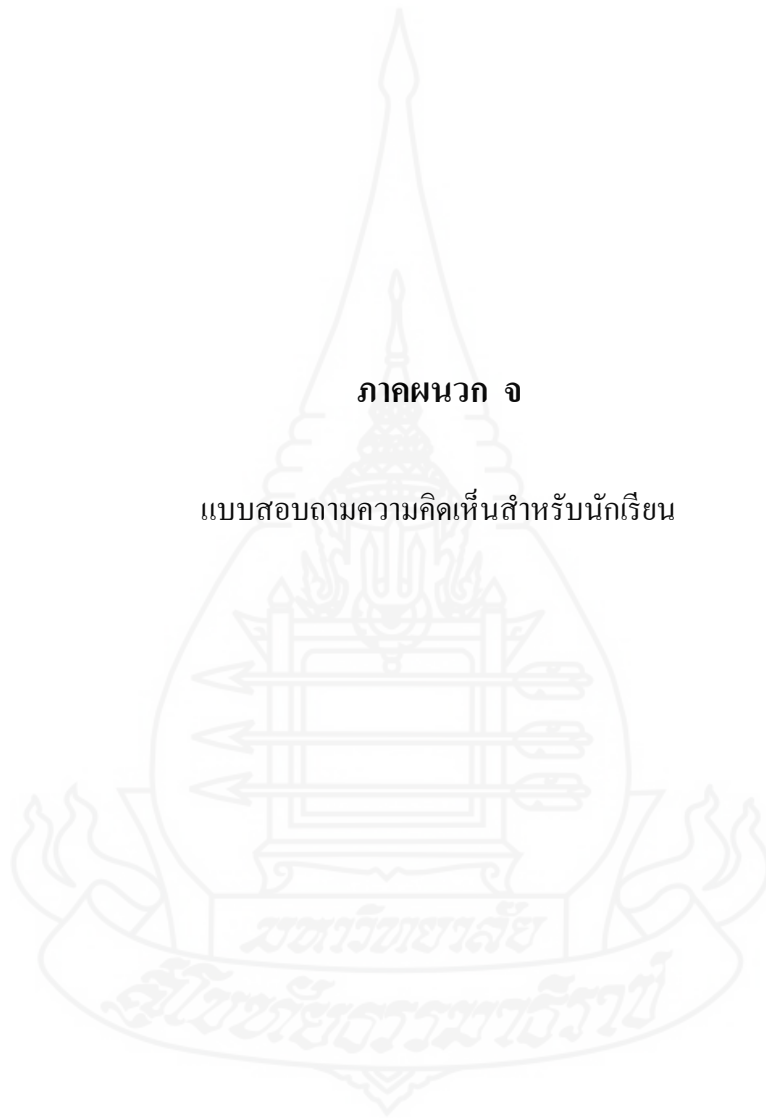 ภาคผนวก จ
แบบสอบถามความคิดเห็นสำหรับนักเรียน
มหาวิทยาลัย
สุโขทัยธรรมาธิราช